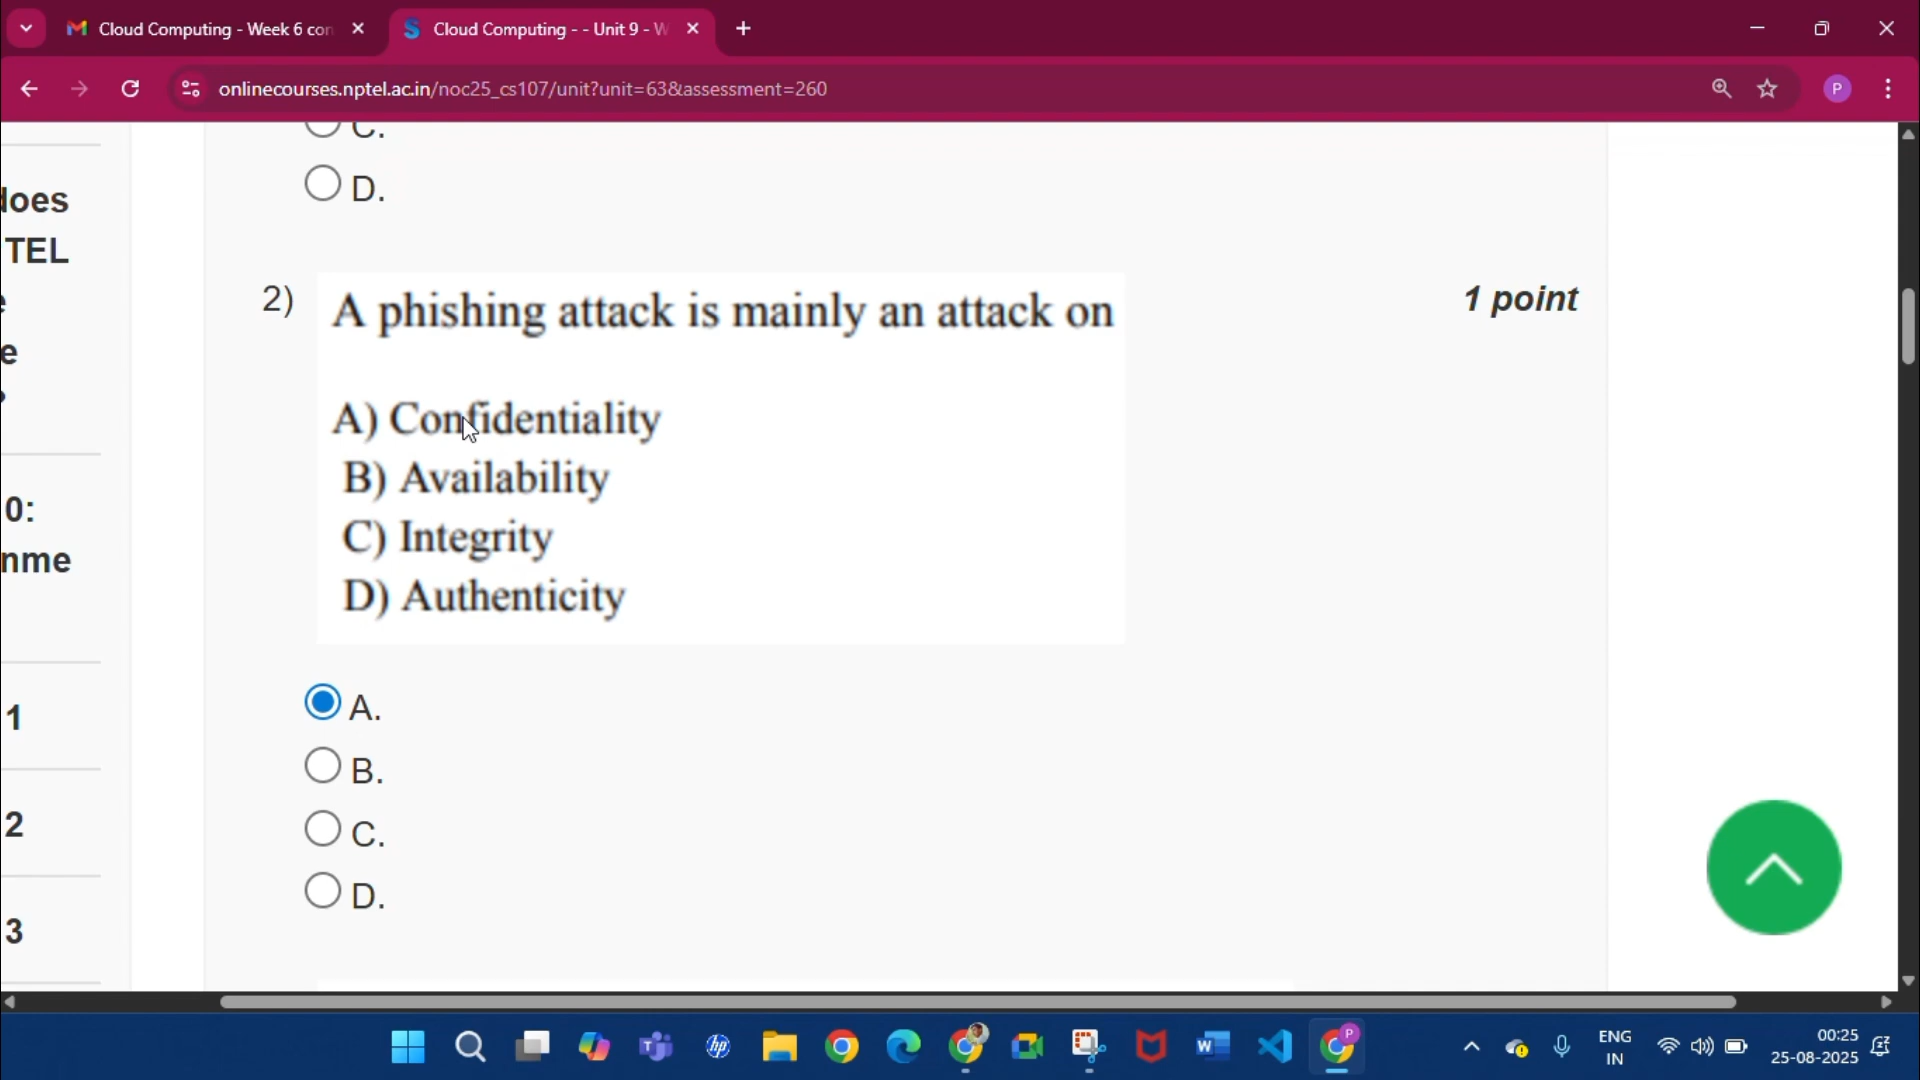 Cloud Computing - Week 6 con
Cloud Computing - - Unit 9 - W
onlinecourses.nptel.ac.in/noc25_cs107/unit?unit=63&assessment=260
P
C.
D.
does
TEL
e
e
0:
nme
1
2
3
2) A phishing attack is mainly an attack on
1 point
A) Confidentiality
B) Availability
C) Integrity
D) Authenticity
A.
B.
C.
D.
ENG
IN
00:25
25-08-2025